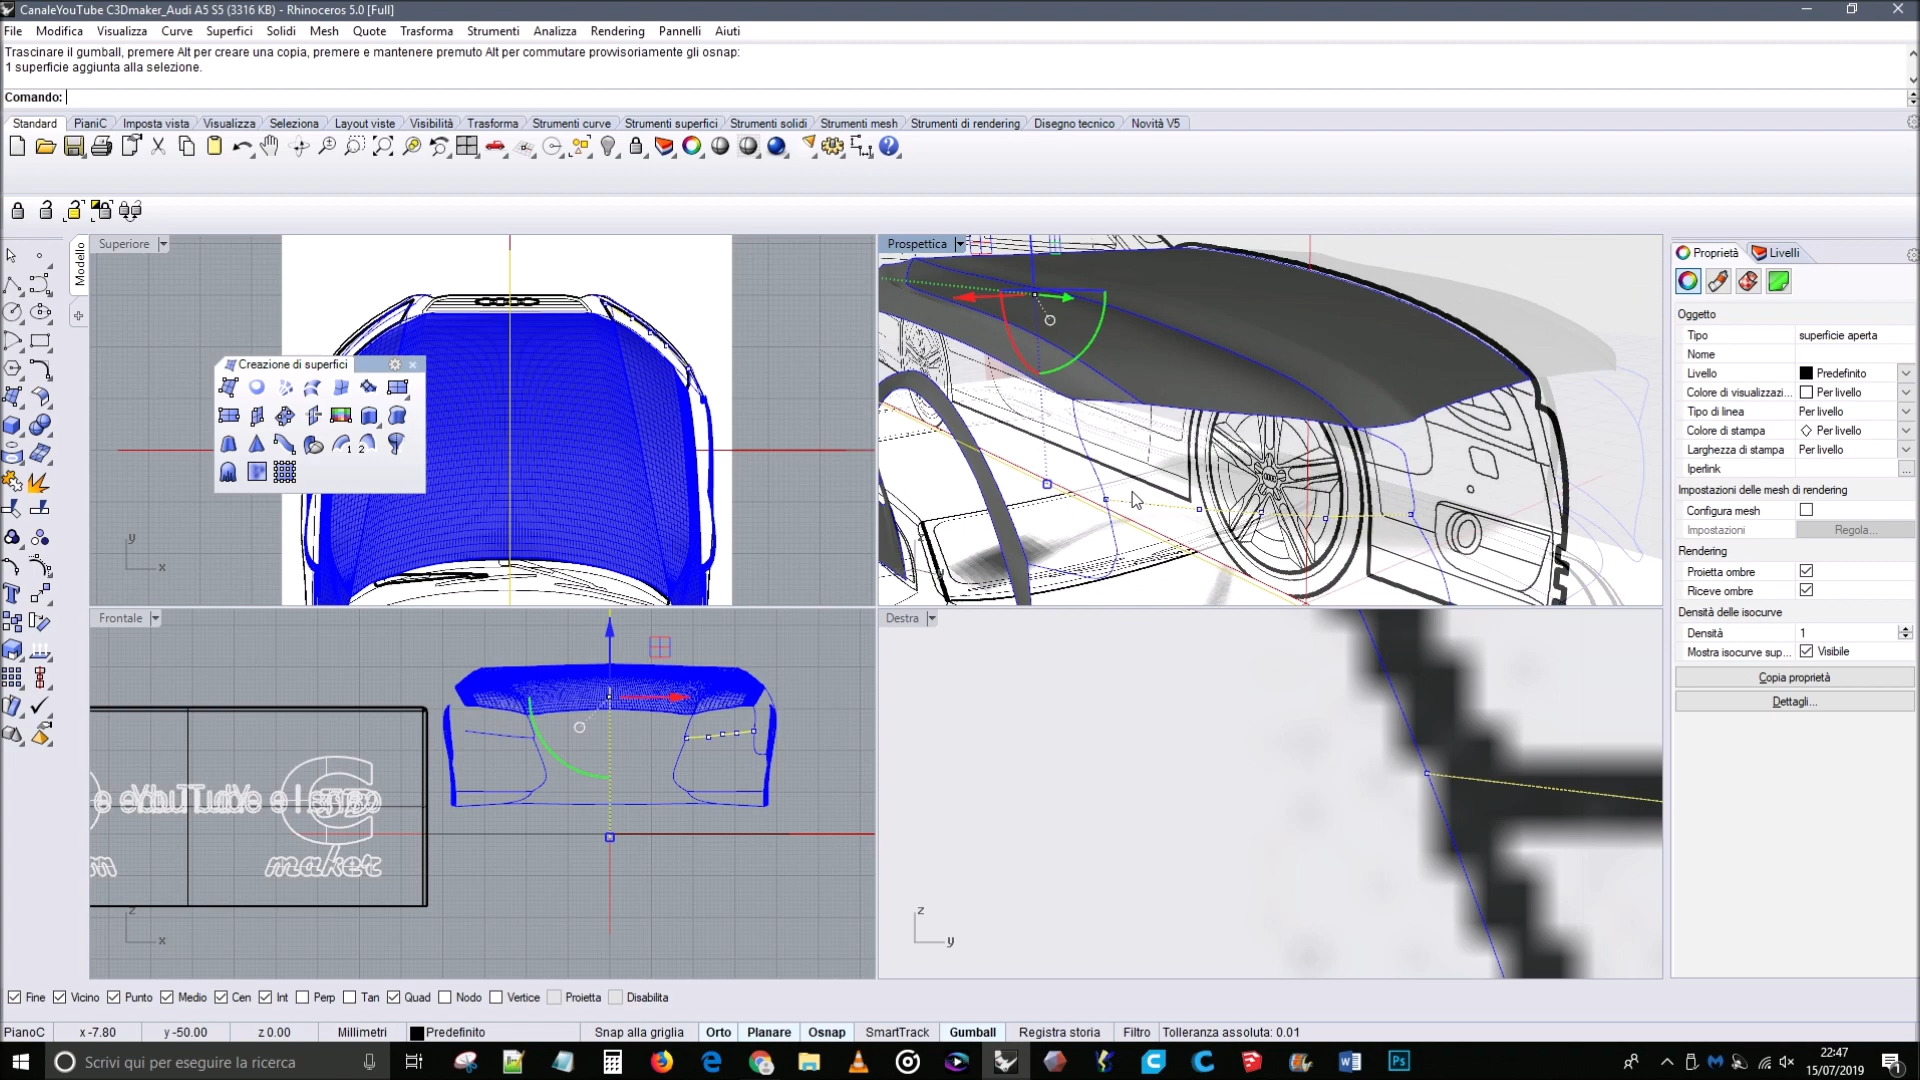 CanaleYouTube C3Dmaker_Audi A5 S5 (3316 KB) - Rhinoceros 5.0 [Full]
File Modifica Visualizza Curve Superfici Solidi Mesh Quote Trasforma Strumenti Analizza Rendering Pannelli Aiuti
Trascinare il gumball, premere Alt per creare una copia, premere e mantenere premuto Alt per commutare provvisoriamente gli osnap:
1 superficie aggiunta alla selezione.
Comando:
Standard PianiC Imposta vista Visualizza Seleziona Layout viste Visibilità Trasforma Strumenti curve Strumenti superfici Strumenti solidi Strumenti mesh Strumenti di rendering Disegno tecnico Novità V5
Modello
Superiore
Creazione di superfici
1 2
y
x
Prospettica
Frontale
maker
z
x
Destra
z
y
Proprietà Livelli
Oggetto
Tipo superficie aperta
Nome
Livello Predefinito
Colore di visualizzazi... Per livello
Tipo di linea Per livello
Colore di stampa Per livello
Larghezza di stampa Per livello
Iperlink ...
Impostazioni delle mesh di rendering
Configura mesh
Impostazioni Regola...
Rendering
Proietta ombre
Riceve ombre
Densità delle isocurve
Densità 1
Mostra isocurve sup... Visibile
Copia proprietà
Dettagli...
Fine Vicino Punto Medio Cen Int Perp Tan Quad Nodo Vertice Proietta Disabilita
PianoC x -7.80 y -50.00 z 0.00 Millimetri Predefinito Snap alla griglia Orto Planare Osnap SmartTrack Gumball Registra storia Filtro Tolleranza assoluta: 0.01
Scrivi qui per eseguire la ricerca
22:47
15/07/2019
1